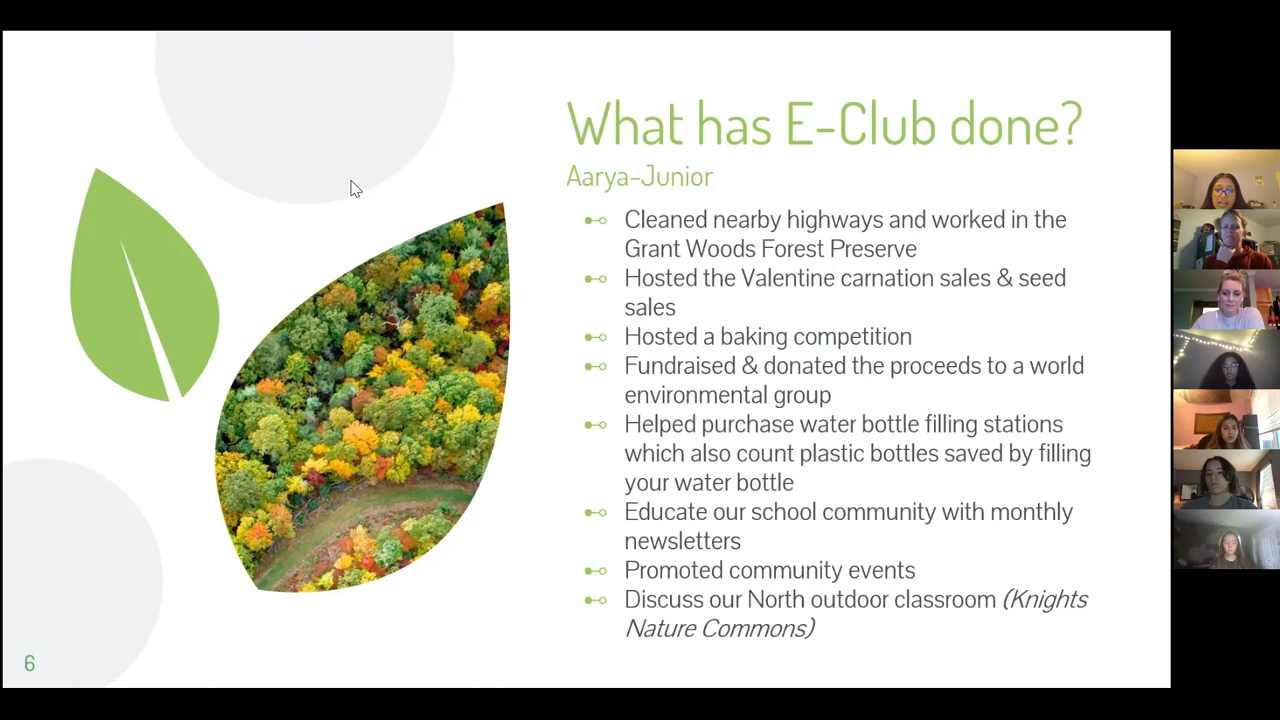 What has E-Club done?
Aarya-Junior
Cleaned nearby highways and worked in the
Grant Woods Forest Preserve
Hosted the Valentine carnation sales & seed
sales
Hosted a baking competition
Fundraised & donated the proceeds to a world
environmental group
Helped purchase water bottle filling stations
which also count plastic bottles saved by filling
your water bottle
Educate our school community with monthly
newsletters
Promoted community events
Discuss our North outdoor classroom (Knights
Nature Commons)
6